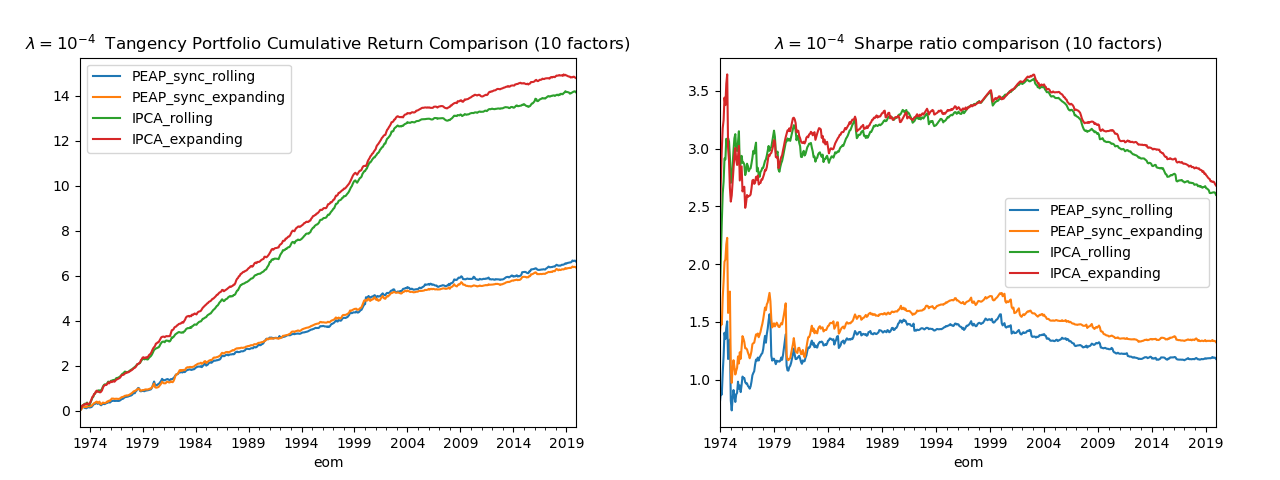 λ = 10⁻⁴ Tangency Portfolio Cumulative Return Comparison (10 factors)
PEAP_sync_rolling
PEAP_sync_expanding
IPCA_rolling
IPCA_expanding
14
12
10
8
6
4
2
0
1974 1979 1984 1989 1994 1999 2004 2009 2014 2019
eom
λ = 10⁻⁴ Sharpe ratio comparison (10 factors)
3.5
3.0
2.5
2.0
1.5
1.0
PEAP_sync_rolling
PEAP_sync_expanding
IPCA_rolling
IPCA_expanding
1974 1979 1984 1989 1994 1999 2004 2009 2014 2019
eom